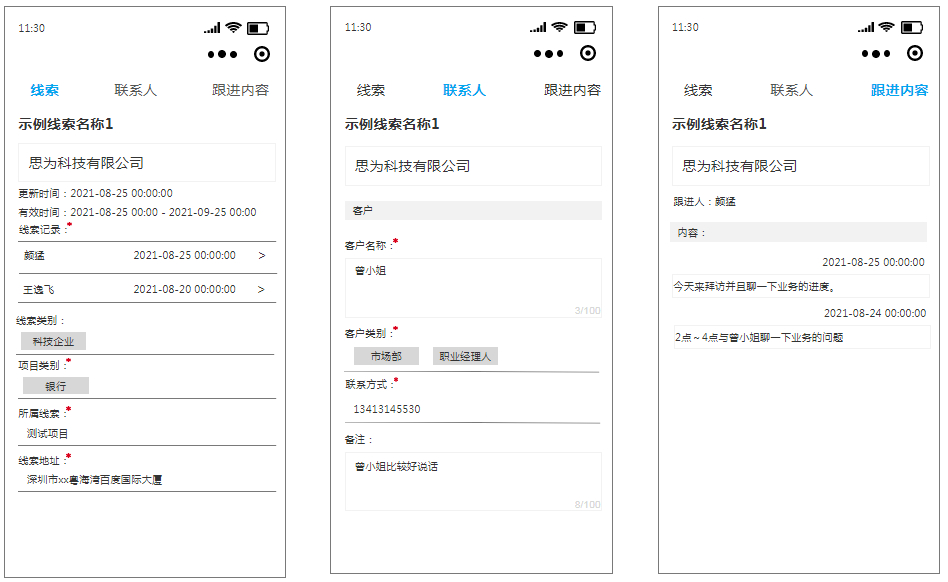 11:30
线索 联系人 跟进内容
示例线索名称1
思为科技有限公司
更新时间：2021-08-25 00:00:00
有效时间：2021-08-25 00:00 - 2021-09-25 00:00
线索记录：*
颜猛 2021-08-25 00:00:00 >
王逸飞 2021-08-20 00:00:00 >
线索类别：
科技企业
项目类别：*
银行
所属线索：*
测试项目
线索地址：*
深圳市xx粤海湾百度国际大厦
11:30
线索 联系人 跟进内容
示例线索名称1
思为科技有限公司
客户
客户名称：*
曾小姐
3/100
客户类别：*
市场部 职业经理人
联系方式：*
13413145530
备注：
曾小姐比较好说话
8/100
11:30
线索 联系人 跟进内容
示例线索名称1
思为科技有限公司
跟进人：颜猛
内容：
2021-08-25 00:00:00
今天来拜访并且聊一下业务的进度。
2021-08-24 00:00:00
2点～4点与曾小姐聊一下业务的问题